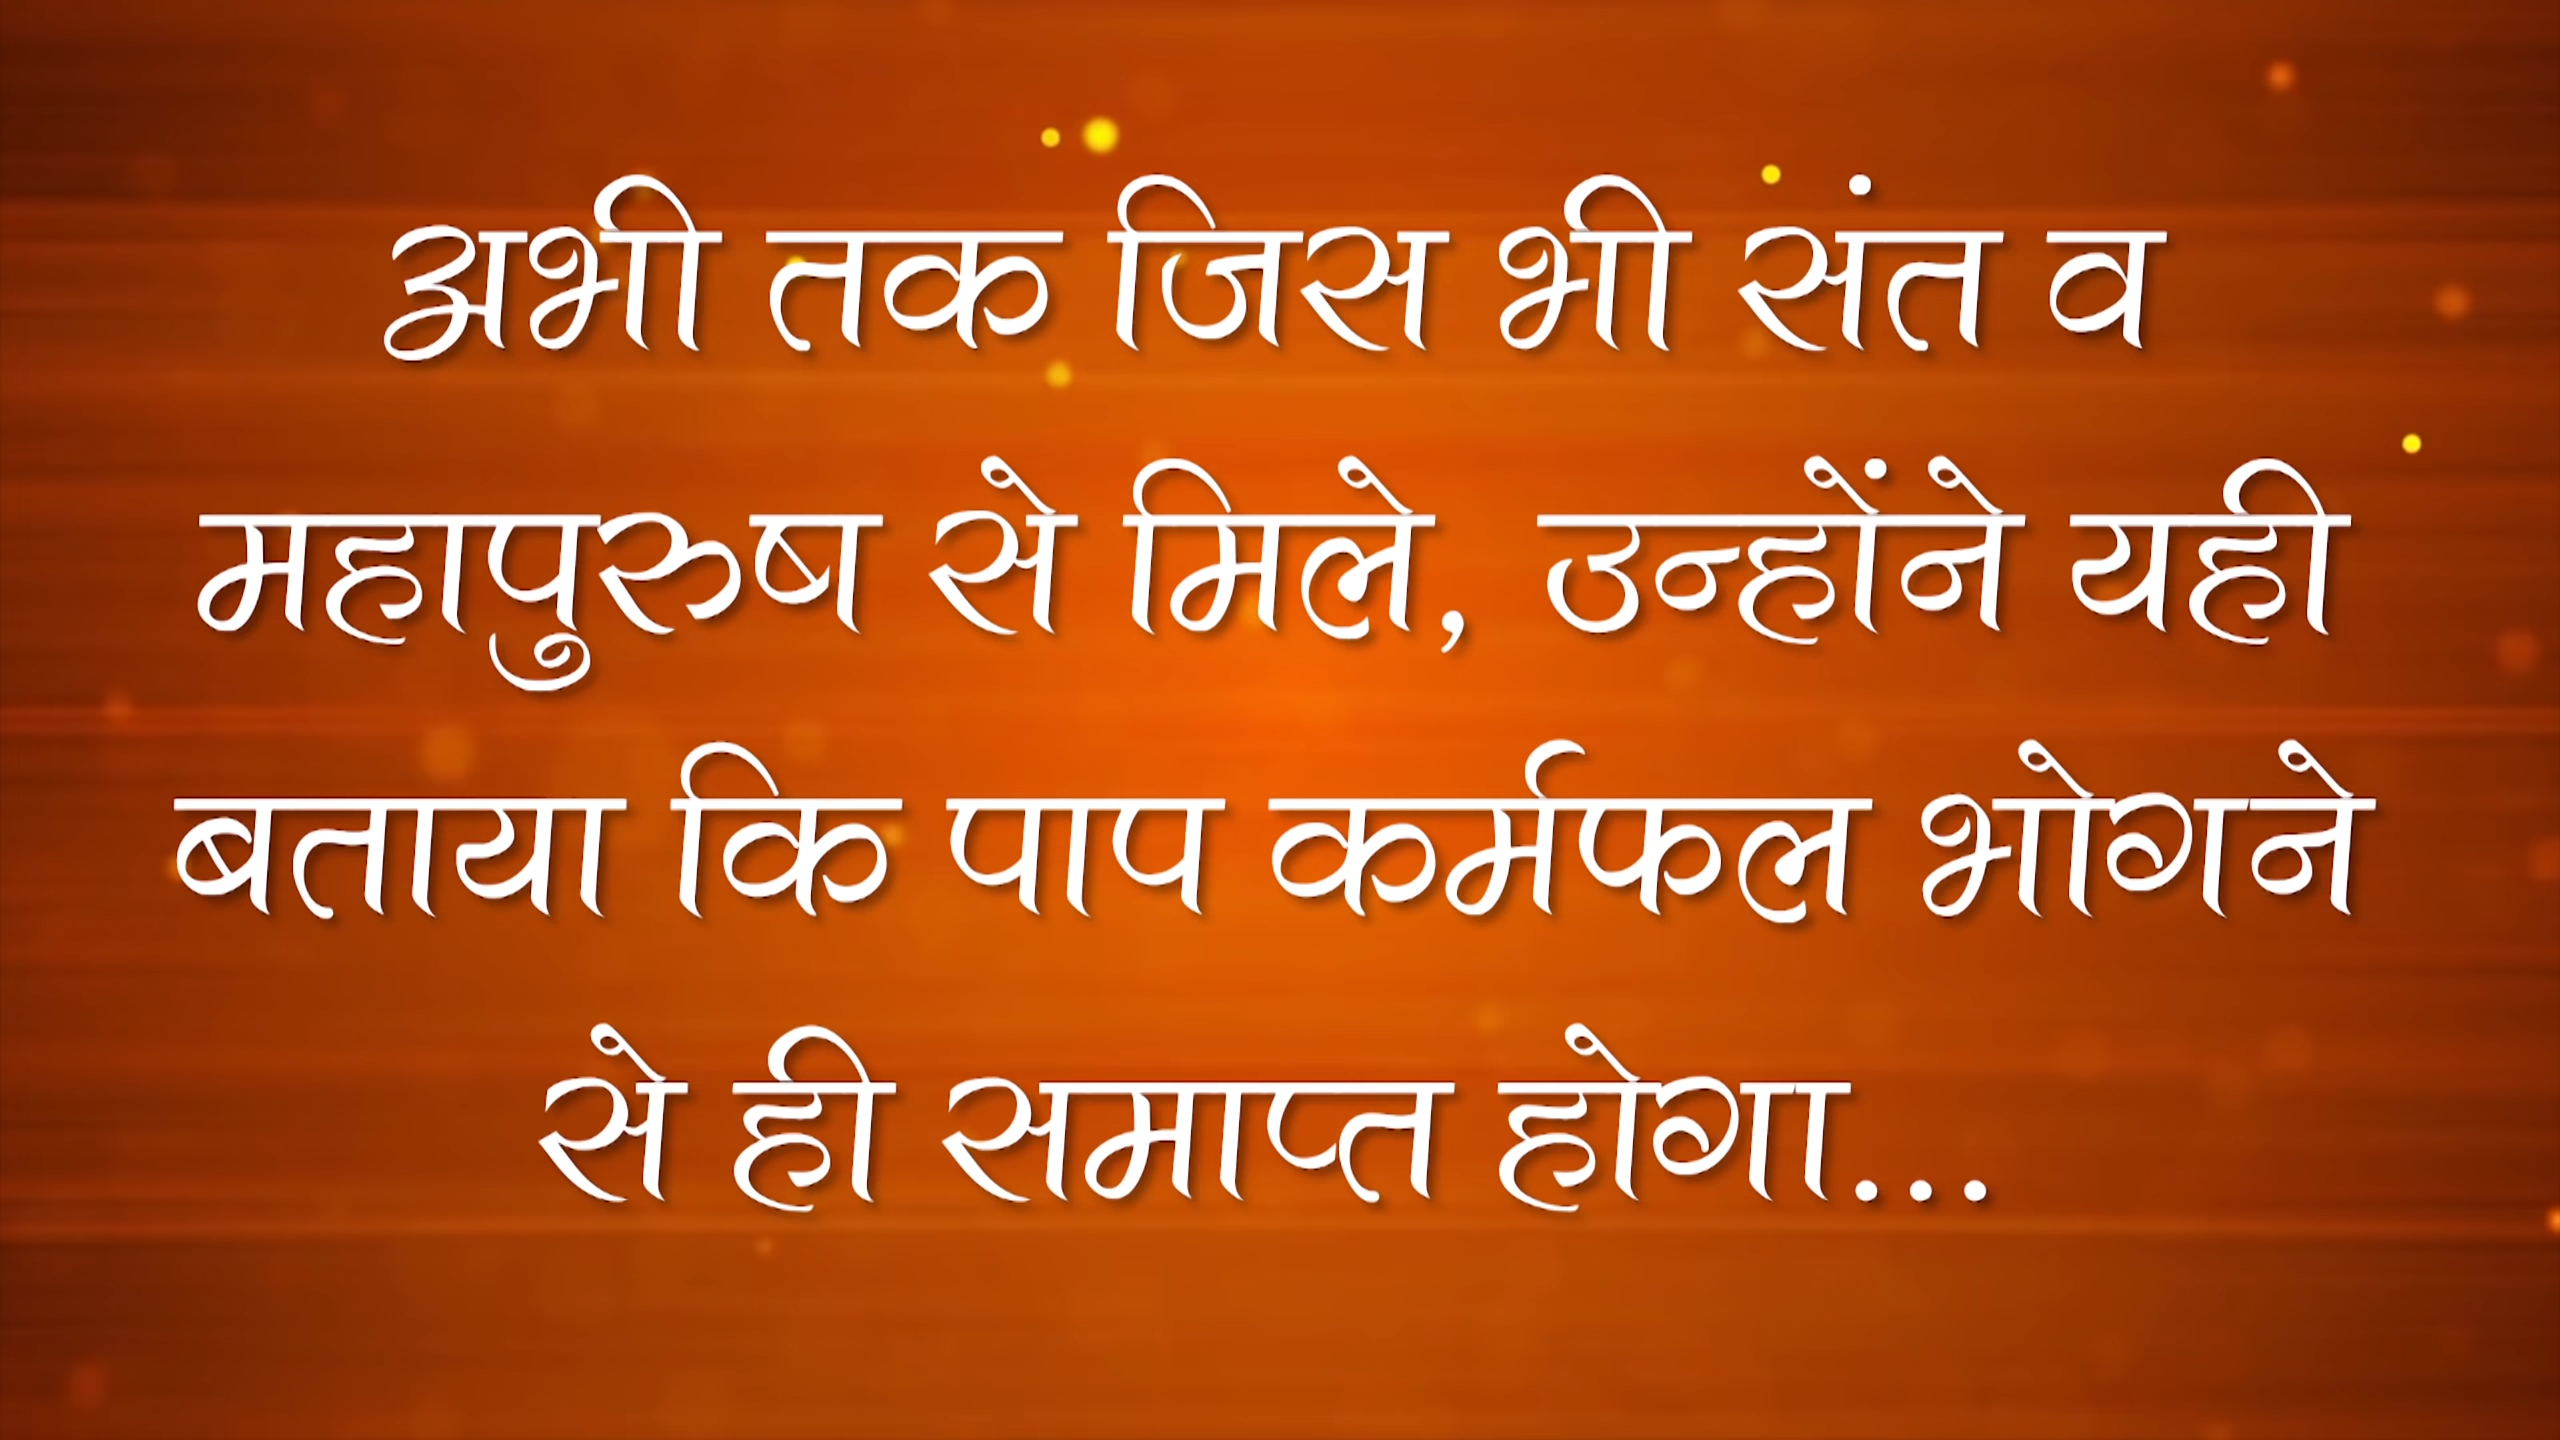 अभी तक जिस भी संत व
महापुरुष से मिले, उन्होंने यही
बताया कि पाप कर्मफल भोगने
से ही समाप्त होगा...